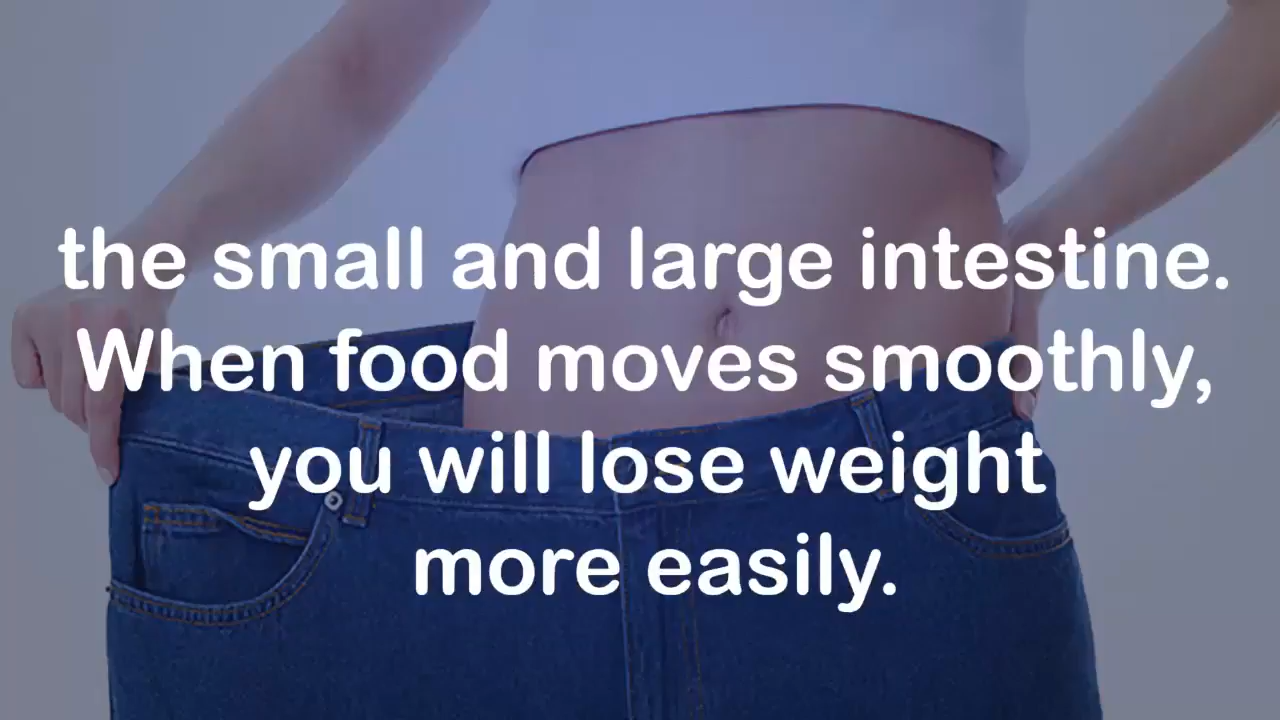 the small and large intestine.
When food moves smoothly,
you will lose weight
more easily.